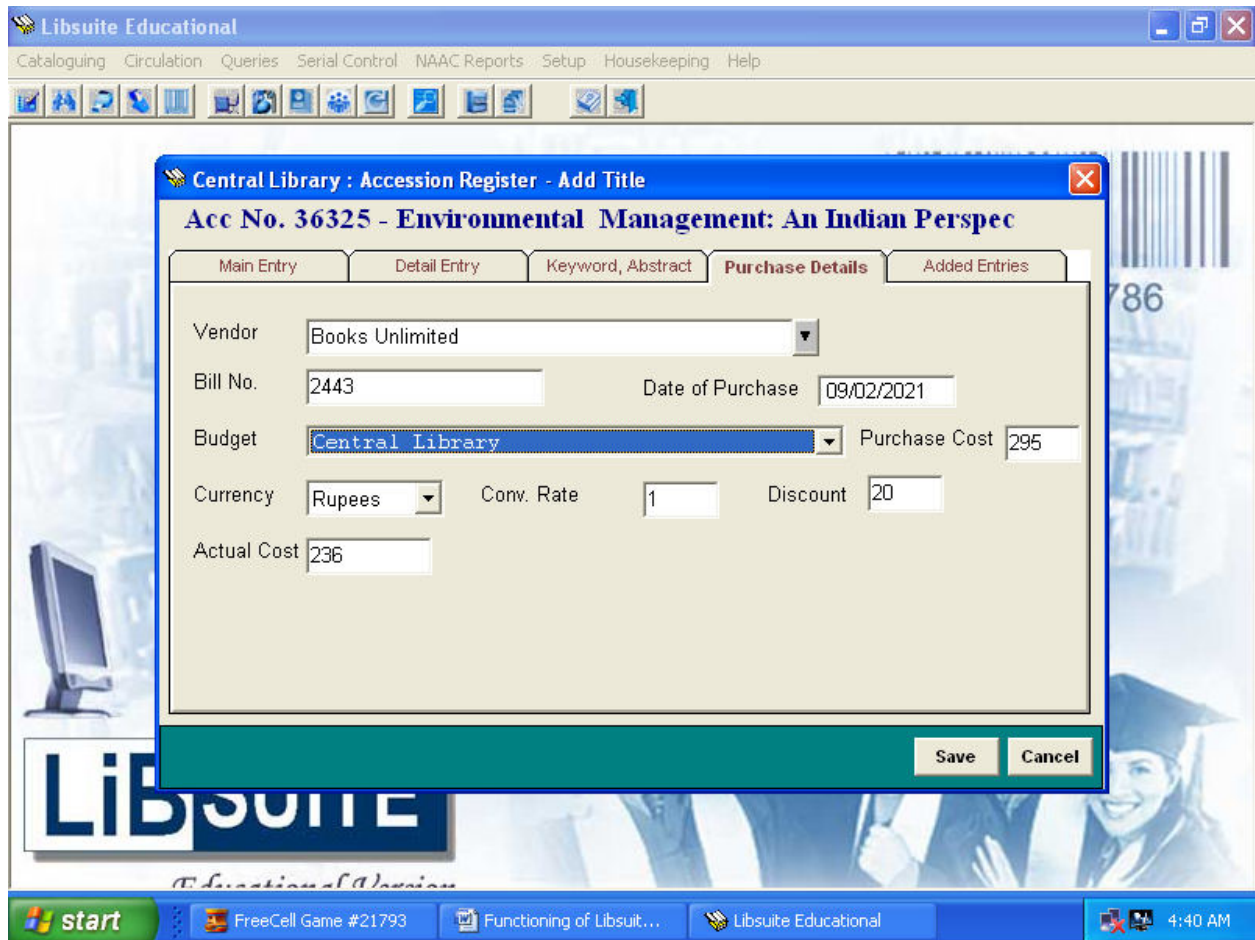 Libsuite Educational
Cataloguing Circulation Queries Serial Control NAAC Reports Setup Housekeeping Help
Central Library : Accession Register - Add Title
Acc No. 36325 - Environmental Management: An Indian Perspec
Main Entry Detail Entry Keyword, Abstract Purchase Details Added Entries
786
Vendor Books Unlimited
Bill No. 2443 Date of Purchase 09/02/2021
Budget Central Library Purchase Cost 295
Currency Rupees Conv. Rate 1 Discount 20
Actual Cost 236
Save Cancel
LiBSUITE
Educational Version
start FreeCell Game #21793 Functioning of Libsuit... Libsuite Educational 4:40 AM